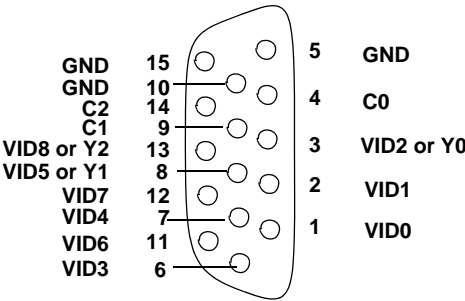 GND 15
GND 10
C2 14
C1 9
VID8 or Y2 13
VID5 or Y1 8
VID7 12
VID4 7
VID6 11
VID3 6
5 GND
4 C0
3 VID2 or Y0
2 VID1
1 VID0